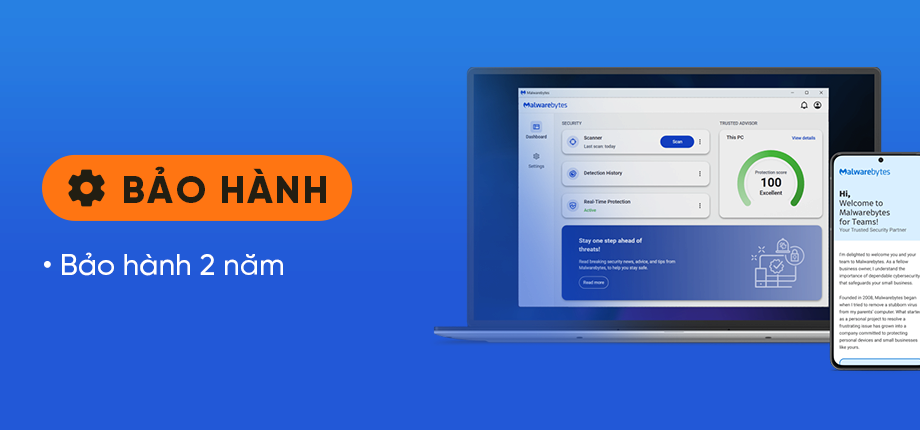 BẢO HÀNH
• Bảo hành 2 năm
Malwarebytes
Malwarebytes
Dashboard
Settings
SECURITY
Scanner
Last scan: today
Scan
Detection History
Real-Time Protection
Active
TRUSTED ADVISOR
This PC
View details
Protection score
100
Excellent
Stay one step ahead of
threats!
Read breaking security news, advice, and tips from
Malwarebytes, to help you stay safe.
Read more
Malwarebytes
Hi,
Welcome to
Malwarebytes
for Teams!
Your Trusted Security Partner
I'm delighted to welcome you and your
team to Malwarebytes. As a fellow
business owner, I understand the
importance of dependable cybersecurity
that safeguards your small business.
Founded in 2008, Malwarebytes began
when I tried to remove a stubborn virus
from my parents' computer. What started
as a personal project to resolve a
frustrating issue has grown into a
company committed to protecting
personal devices and small businesses
like yours.